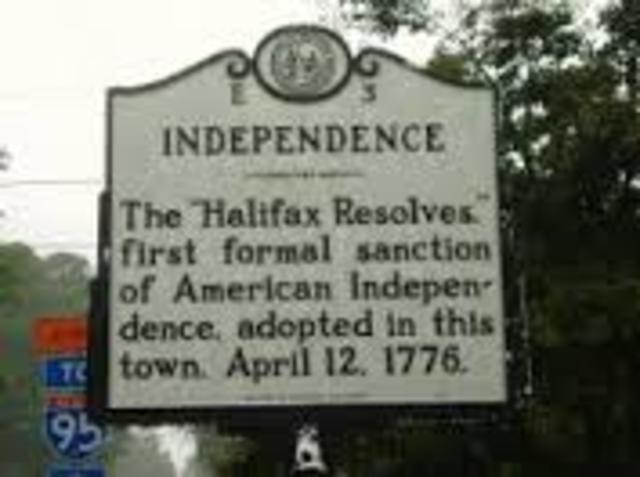 E 3
INDEPENDENCE
The "Halifax Resolves,"
first formal sanction
of American Indepen-
dence, adopted in this
town. April 12, 1776.
TO
95